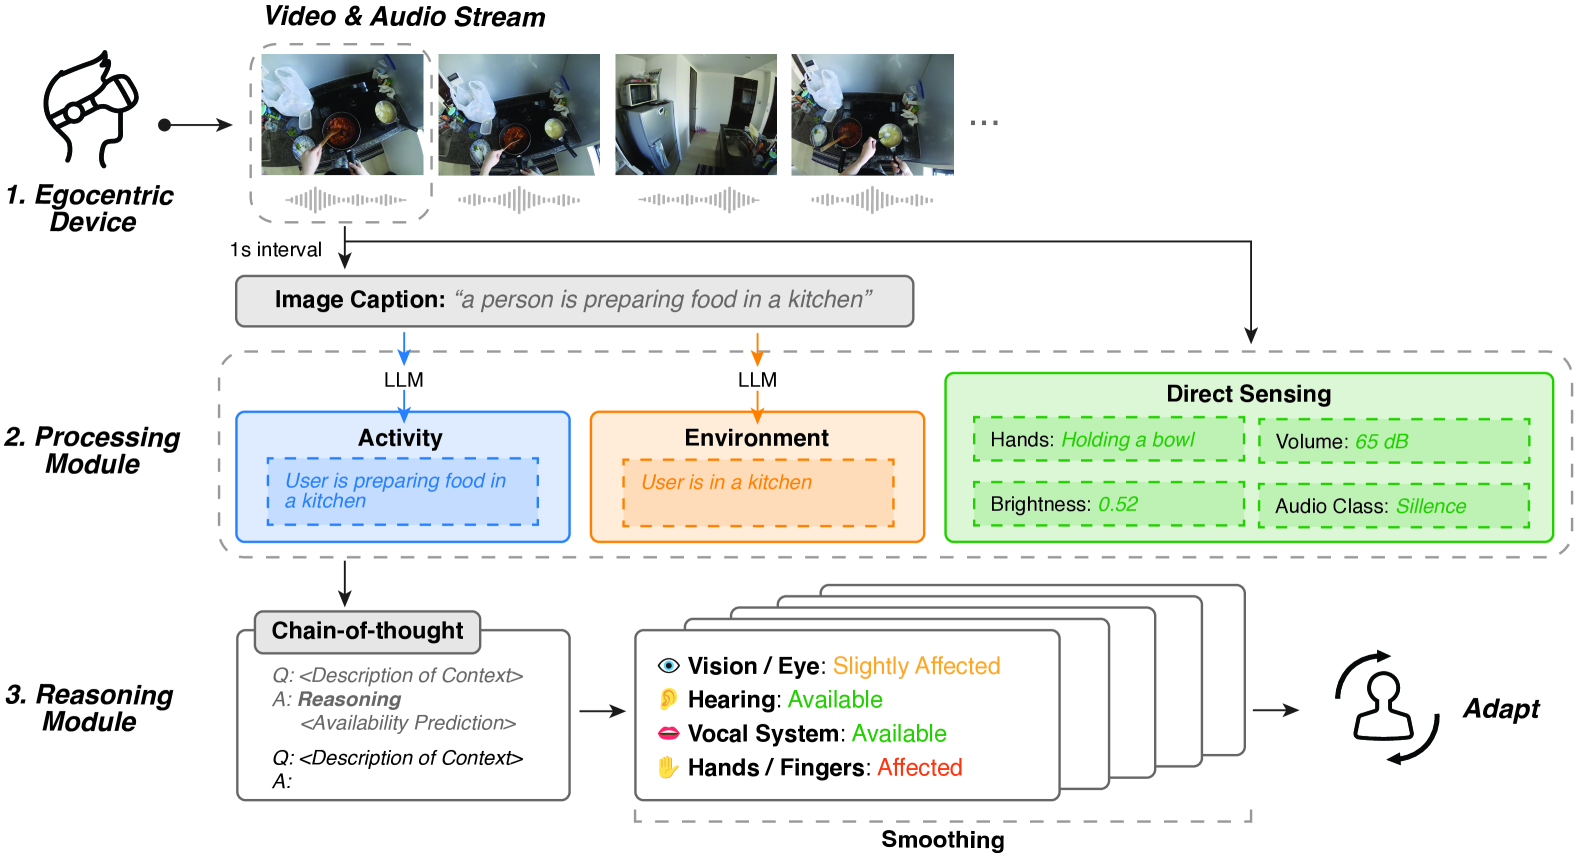 Video & Audio Stream
...
1. Egocentric
Device
1s interval
Image Caption: “a person is preparing food in a kitchen”
LLM
LLM
2. Processing
Module
Activity
User is preparing food in
a kitchen
Environment
User is in a kitchen
Direct Sensing
Hands: Holding a bowl
Volume: 65 dB
Brightness: 0.52
Audio Class: Sillence
3. Reasoning
Module
Chain-of-thought
Q: <Description of Context>
A: Reasoning
<Availability Prediction>
Q: <Description of Context>
A:
Vision / Eye: Slightly Affected
Hearing: Available
Vocal System: Available
Hands / Fingers: Affected
Smoothing
Adapt